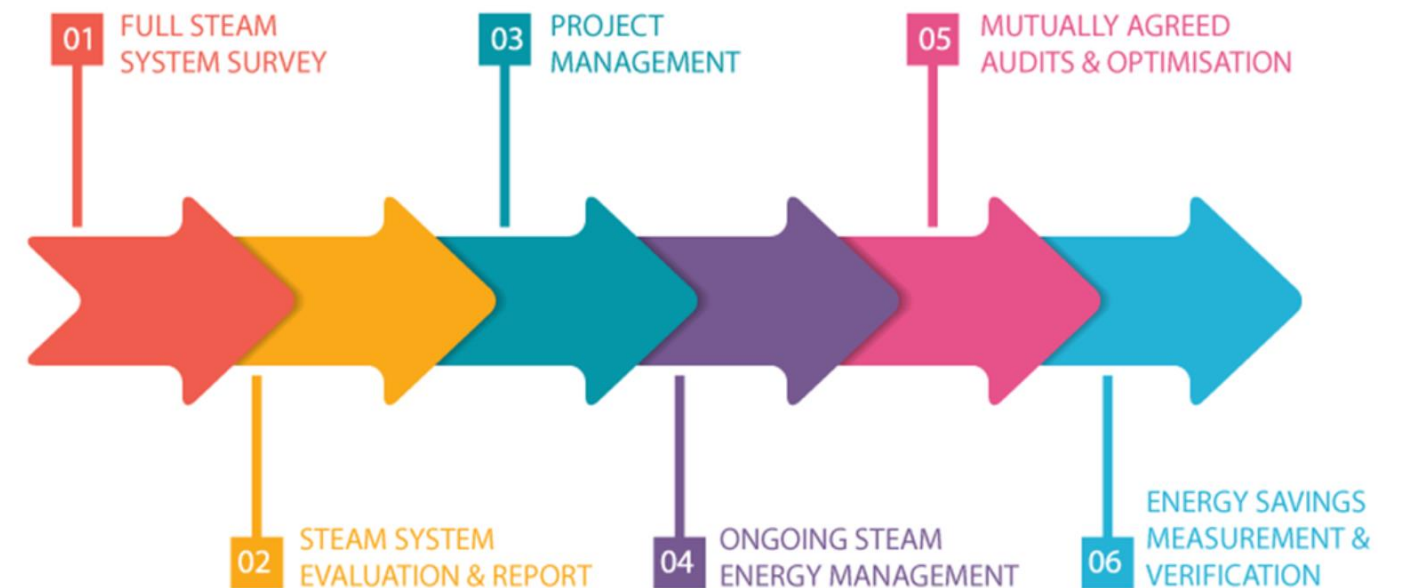 01
FULL STEAM
SYSTEM SURVEY
02
STEAM SYSTEM
EVALUATION & REPORT
03
PROJECT
MANAGEMENT
04
ONGOING STEAM
ENERGY MANAGEMENT
05
MUTUALLY AGREED
AUDITS & OPTIMISATION
06
ENERGY SAVINGS
MEASUREMENT &
VERIFICATION